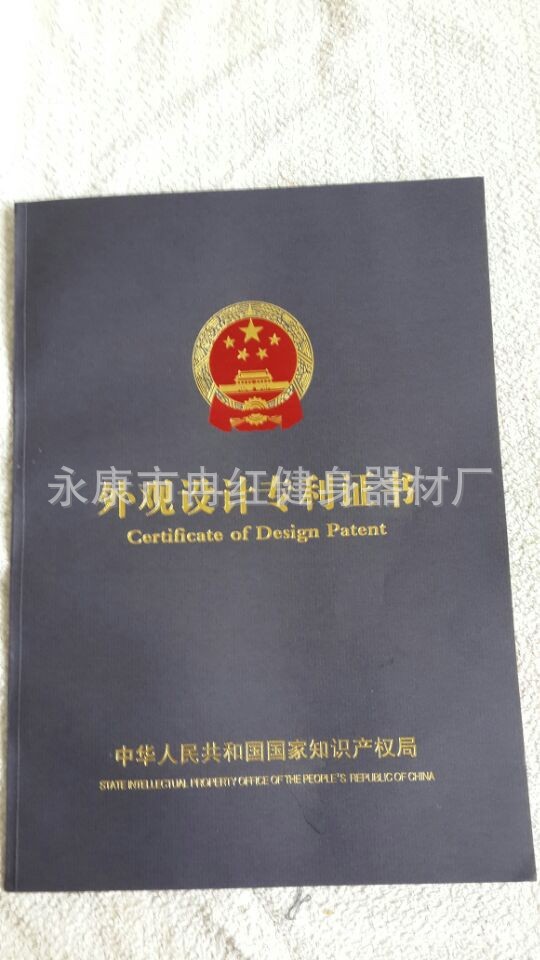 外观设计专利证书
永康市冉红健身器材厂
Certificate of Design Patent
中华人民共和国国家知识产权局
STATE INTELLECTUAL PROPERTY OFFICE OF THE PEOPLE'S REPUBLIC OF CHINA